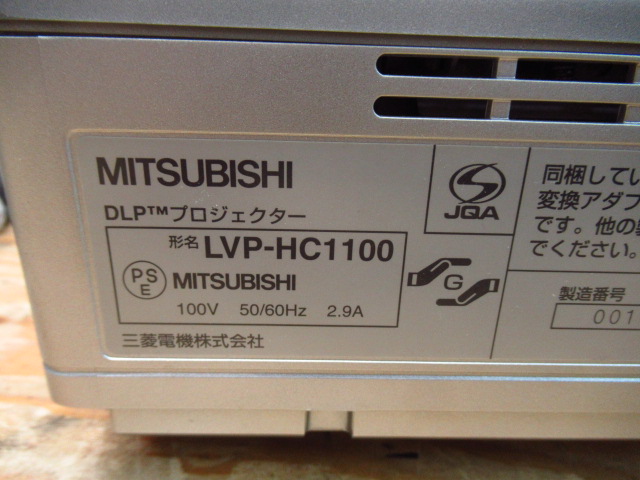 MITSUBISHI
DLP™プロジェクター
形名 LVP-HC1100
PS
E
MITSUBISHI
100V 50/60Hz 2.9A
三菱電機株式会社
JQA
G
同梱してい
変換アダプ
です。他の
でください。
製造番号
001